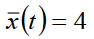 x̅(t) = 4